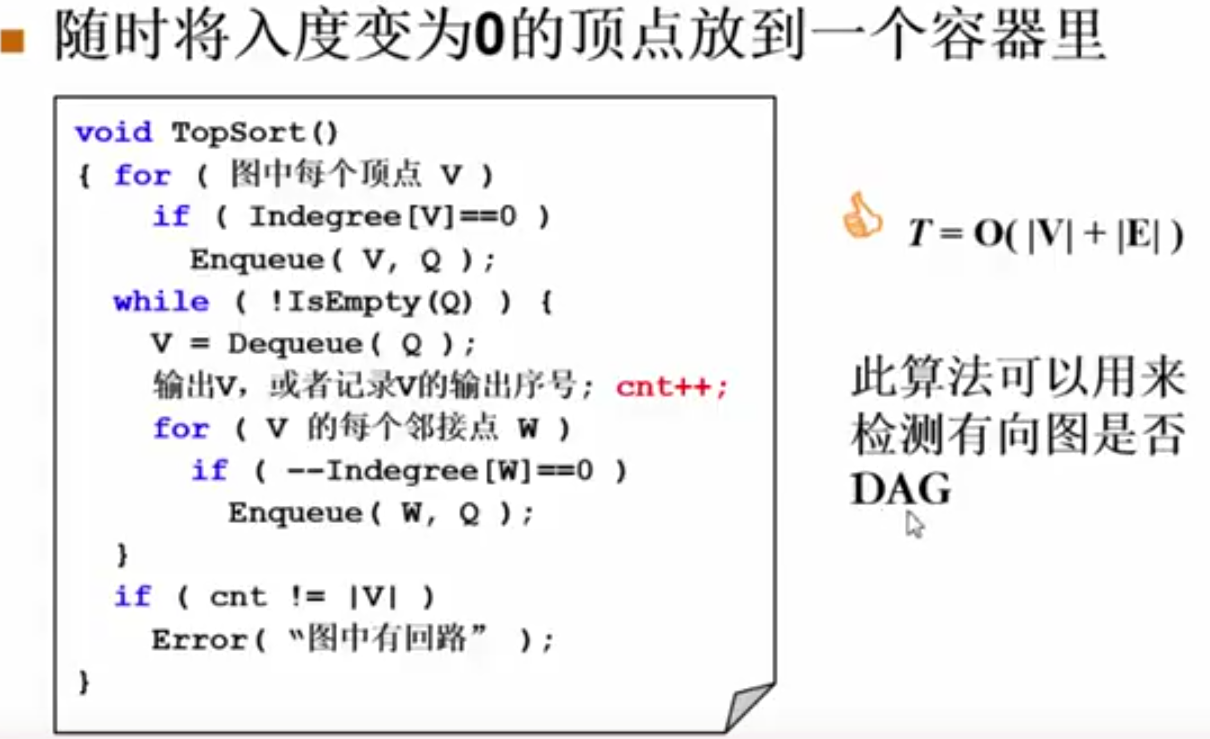 随时将入度变为0的顶点放到一个容器里
void TopSort()
{ for ( 图中每个顶点 V )
if ( Indegree[V]==0 )
Enqueue( V, Q );
while ( !IsEmpty(Q) ) {
V = Dequeue( Q );
输出V，或者记录V的输出序号; cnt++;
for ( V 的每个邻接点 W )
if ( --Indegree[W]==0 )
Enqueue( W, Q );
}
if ( cnt != |V| )
Error( “图中有回路” );
}
T = O( |V| + |E| )
此算法可以用来
检测有向图是否
DAG